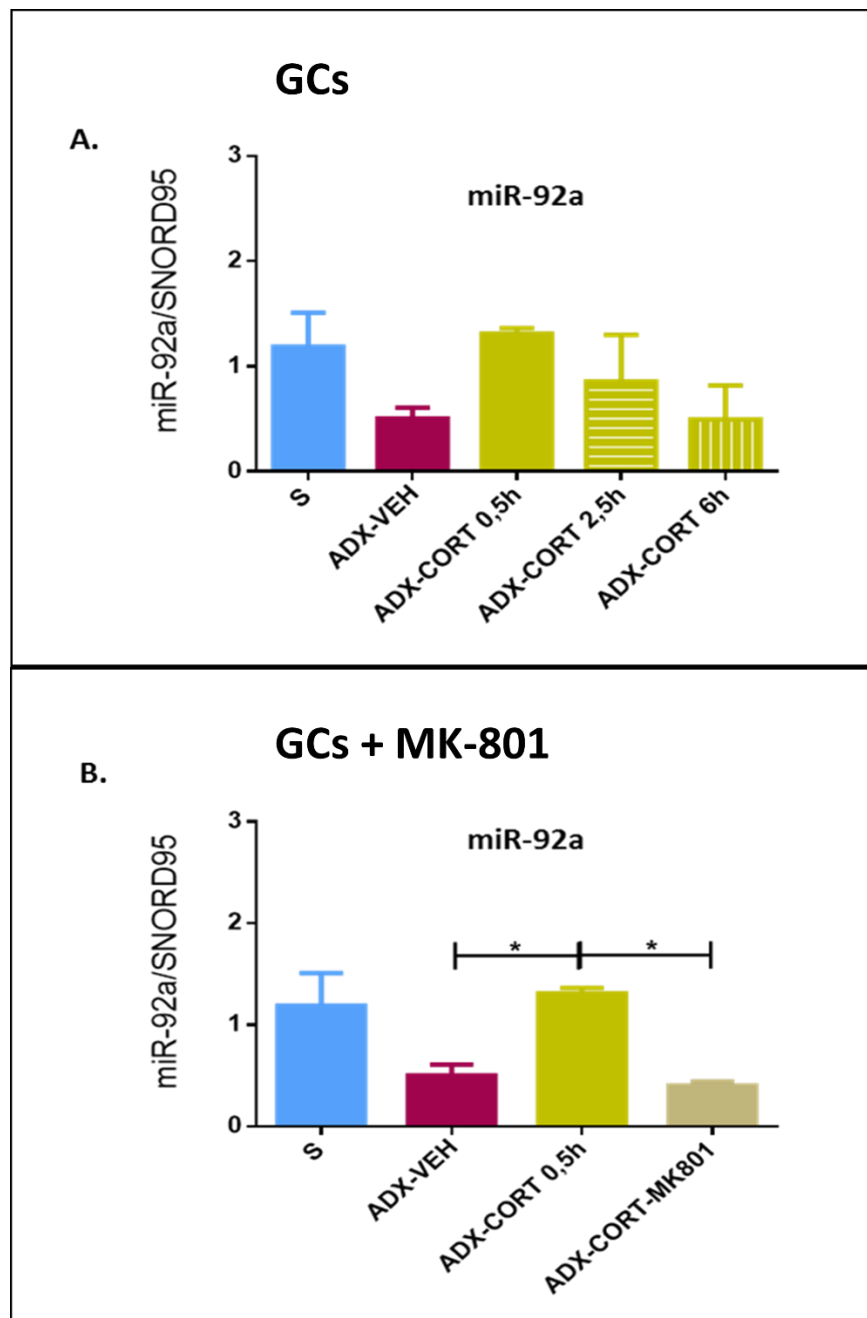 GCs
A.
miR-92a
miR-92a/SNORD95
3
2
1
0
S
ADX-VEH
ADX-CORT 0,5h
ADX-CORT 2,5h
ADX-CORT 6h
GCs + MK-801
B.
miR-92a
miR-92a/SNORD95
3
2
1
0
* *
S
ADX-VEH
ADX-CORT 0,5h
ADX-CORT-MK801